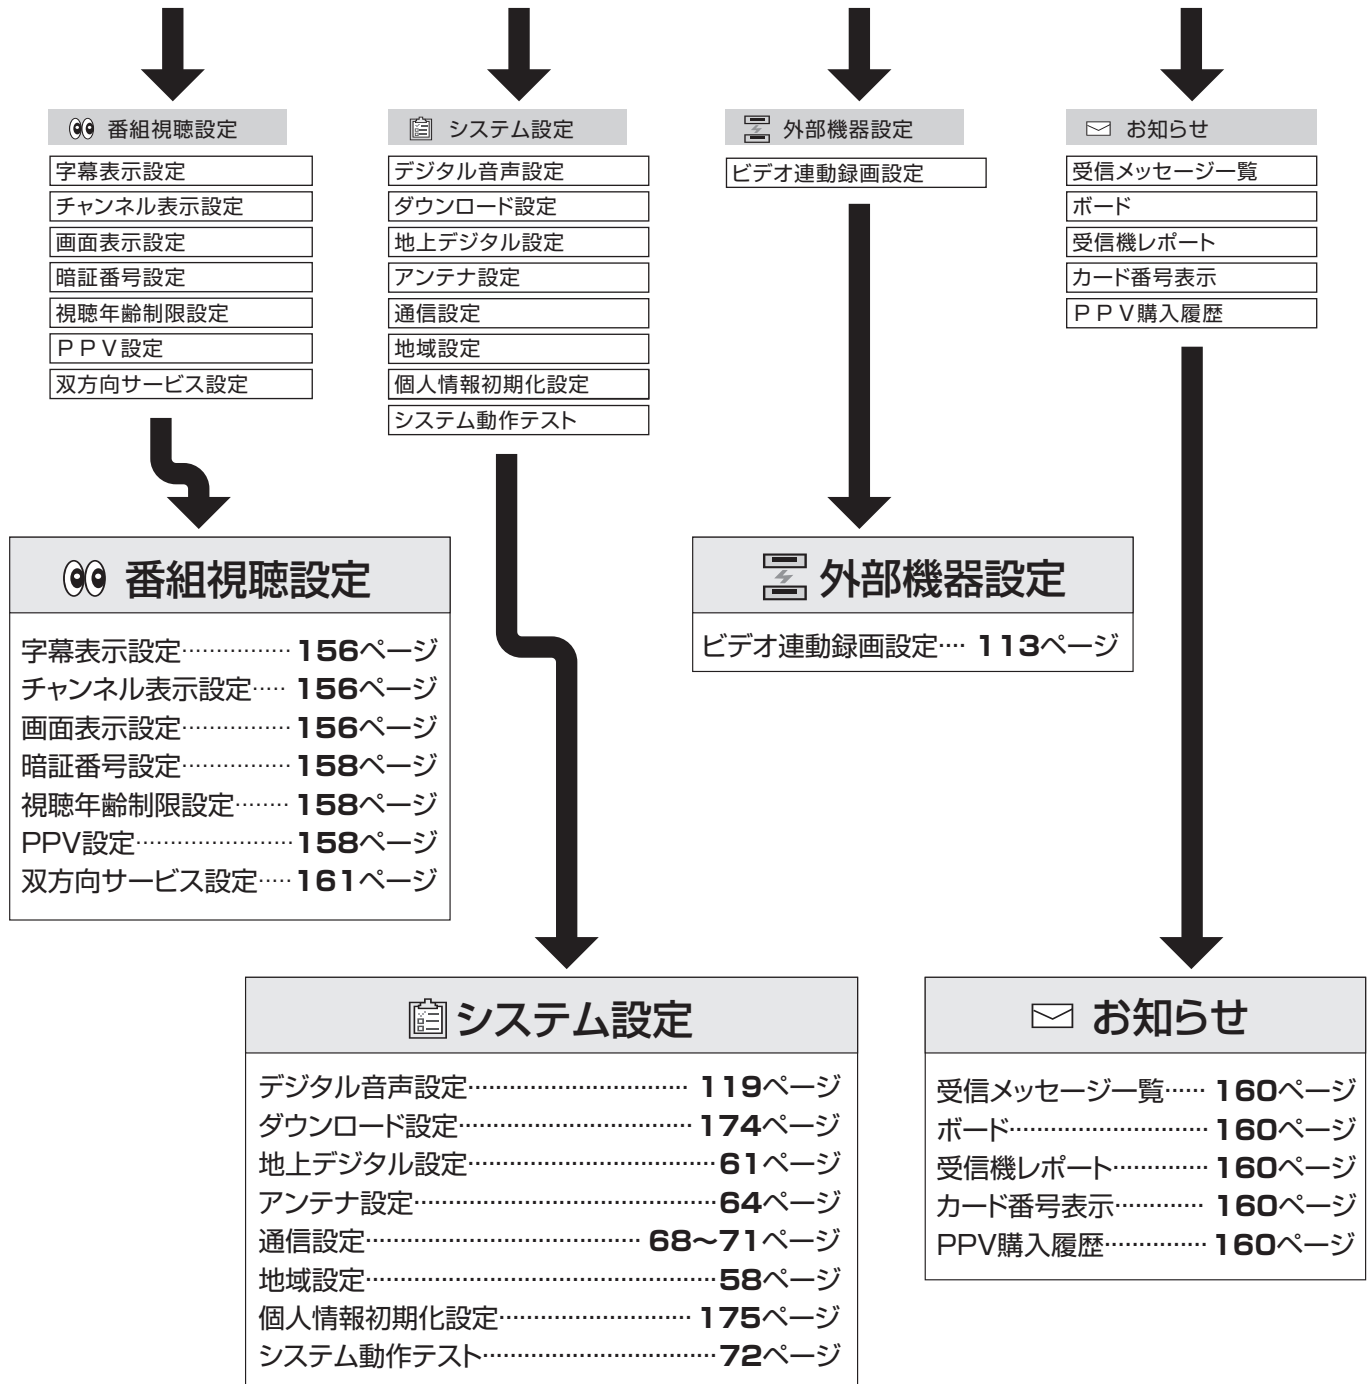 番組視聴設定
字幕表示設定
チャンネル表示設定
画面表示設定
暗証番号設定
視聴年齢制限設定
ＰＰＶ設定
双方向サービス設定
システム設定
デジタル音声設定
ダウンロード設定
地上デジタル設定
アンテナ設定
通信設定
地域設定
個人情報初期化設定
システム動作テスト
外部機器設定
ビデオ連動録画設定
お知らせ
受信メッセージ一覧
ボード
受信機レポート
カード番号表示
ＰＰＶ購入履歴
番組視聴設定
字幕表示設定················ 156ページ
チャンネル表示設定····· 156ページ
画面表示設定················ 156ページ
暗証番号設定················ 158ページ
視聴年齢制限設定········ 158ページ
PPV設定·······················158ページ
双方向サービス設定·····161ページ
外部機器設定
ビデオ連動録画設定···· 113ページ
システム設定
デジタル音声設定································ 119ページ
ダウンロード設定·································· 174ページ
地上デジタル設定····································61ページ
アンテナ設定············································64ページ
通信設定········································ 68〜71ページ
地域設定···················································58ページ
個人情報初期化設定···························· 175ページ
システム動作テスト··································72ページ
お知らせ
受信メッセージ一覧······ 160ページ
ボード····························· 160ページ
受信機レポート·············· 160ページ
カード番号表示············· 160ページ
PPV購入履歴··············· 160ページ